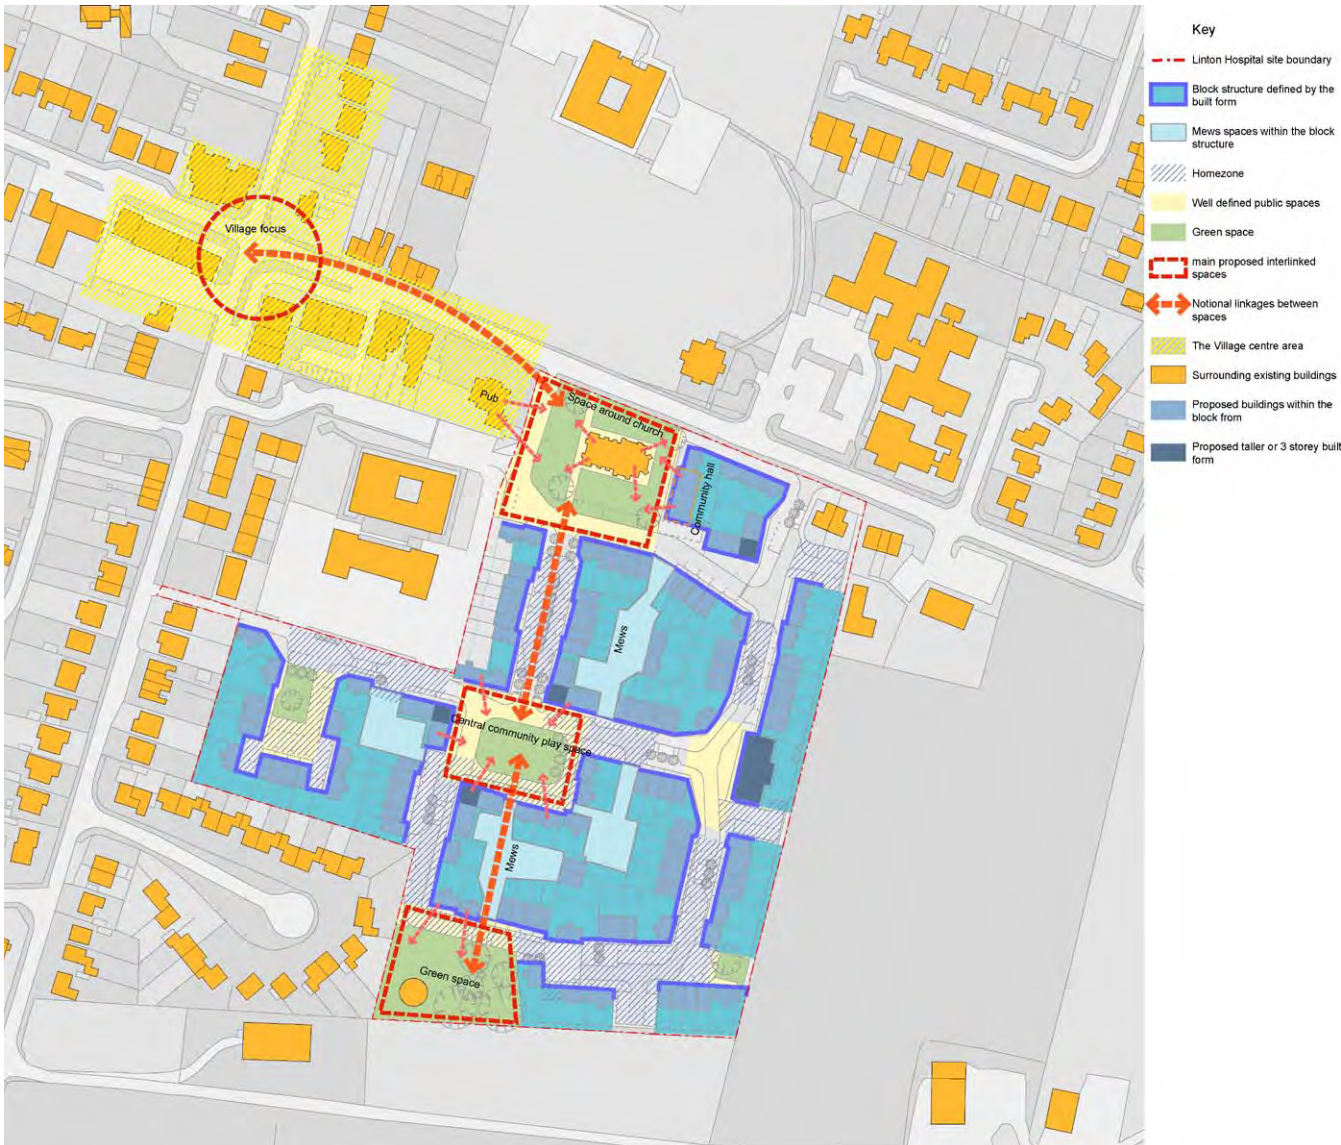 Key
Linton Hospital site boundary
Block structure defined by the
built form
Mews spaces within the block
structure
Homezone
Well defined public spaces
Green space
main proposed interlinked
spaces
Notional linkages between
spaces
The Village centre area
Surrounding existing buildings
Proposed buildings within the
block from
Proposed taller or 3 storey built
form
Village focus
Pub
Space around church
Community hall
Mews
Central community play space
Mews
Green space